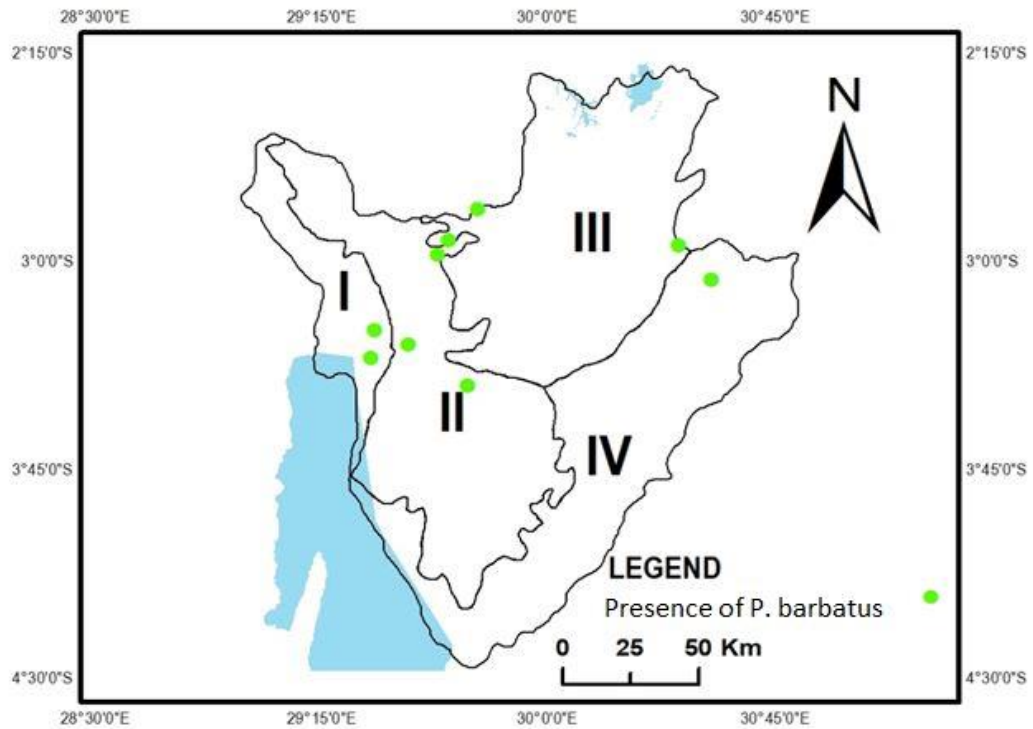 28°30'0"E 29°15'0"E 30°0'0"E 30°45'0"E
2°15'0"S 2°15'0"S
N
III
3°0'0"S 3°0'0"S
I
II
IV
3°45'0"S 3°45'0"S
LEGEND
Presence of P. barbatus
0 25 50 Km
4°30'0"S 4°30'0"S
28°30'0"E 29°15'0"E 30°0'0"E 30°45'0"E